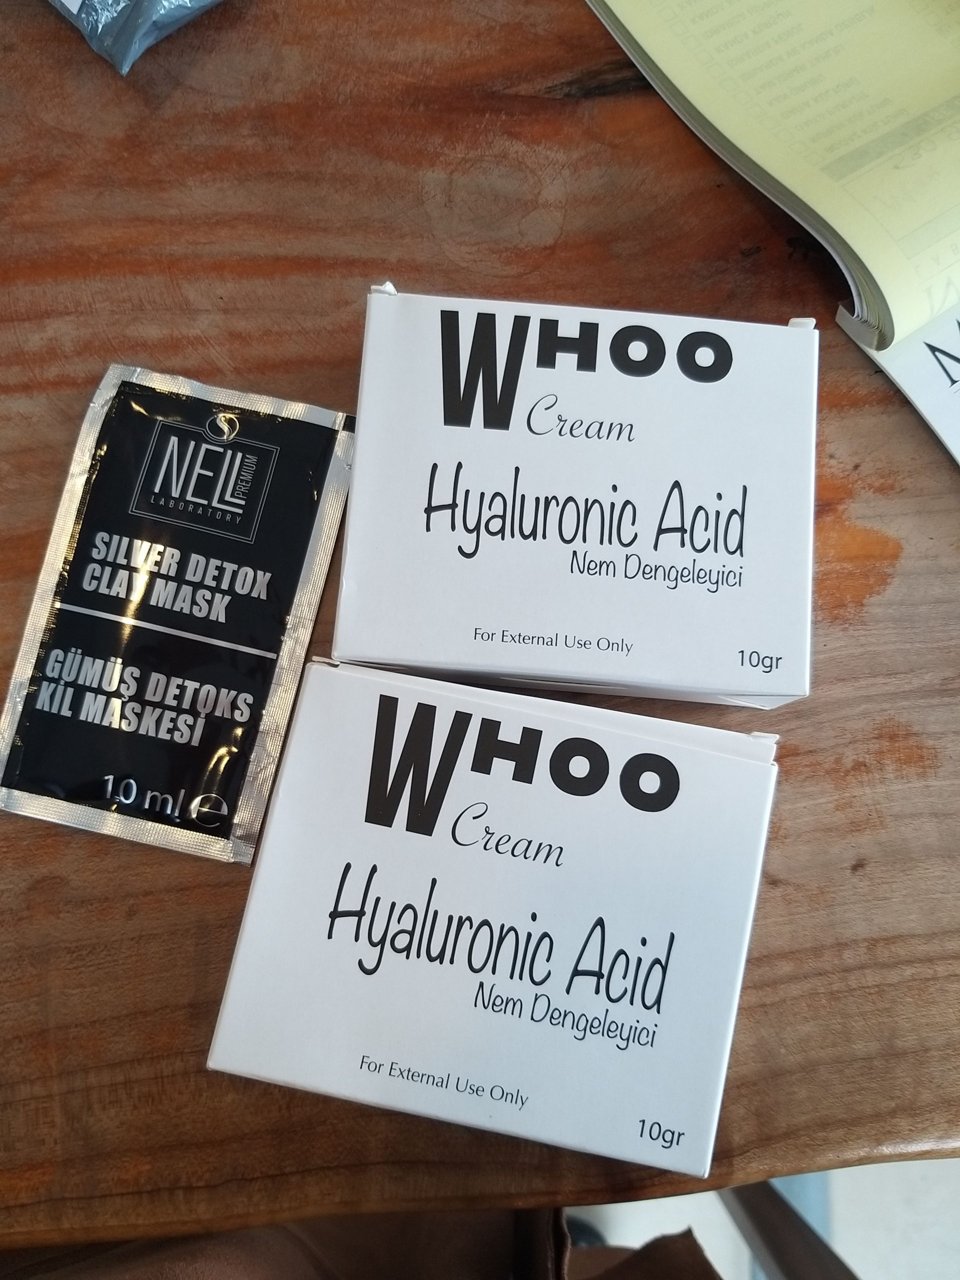 WHOO
Cream
Hyaluronic Acid
Nem Dengeleyici
For External Use Only
10gr
NELL
PREMIUM
LABORATORY
SILVER DETOX
CLAY MASK
GÜMÜŞ DETOKS
KİL MASKESİ
10 ml e
WHOO
Cream
Hyaluronic Acid
Nem Dengeleyici
For External Use Only
10gr